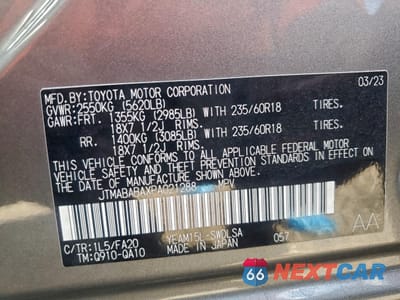 MFD.BY:TOYOTA MOTOR CORPORATION 03/23
GVWR:2550KG (5620LB)
GAWR:FRT. 1355KG (2985LB) WITH 235/60R18 TIRES.
18X7 1/2J RIMS.
RR. 1400KG (3085LB) WITH 235/60R18 TIRES.
18X7 1/2J RIMS.
THIS VEHICLE CONFORMS TO ALL APPLICABLE FEDERAL MOTOR
VEHICLE SAFETY AND THEFT PREVENTION STANDARDS IN EFFECT
ON THE DATE OF MANUFACTURE SHOWN ABOVE.
MPV
C/TR:1L5/FA20 057 AA
TM:Q910-QA10 MADE IN JAPAN
66 NEXTCAR